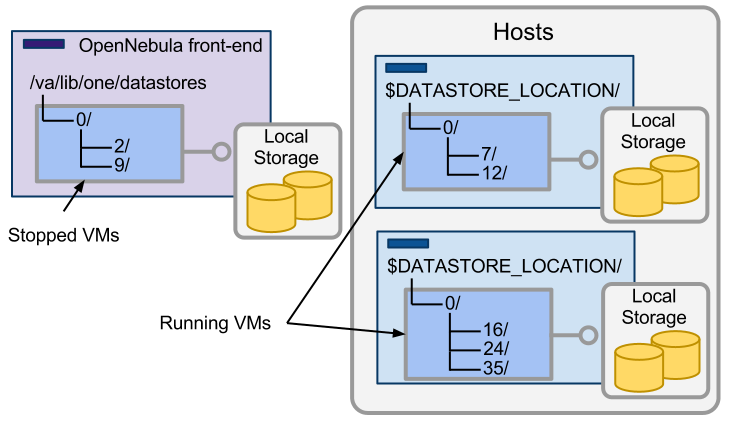 OpenNebula front-end
/va/lib/one/datastores
0/
2/
9/
Local
Storage
Stopped VMs
Running VMs
Hosts
$DATASTORE_LOCATION/
0/
7/
12/
Local
Storage
$DATASTORE_LOCATION/
0/
16/
24/
35/
Local
Storage